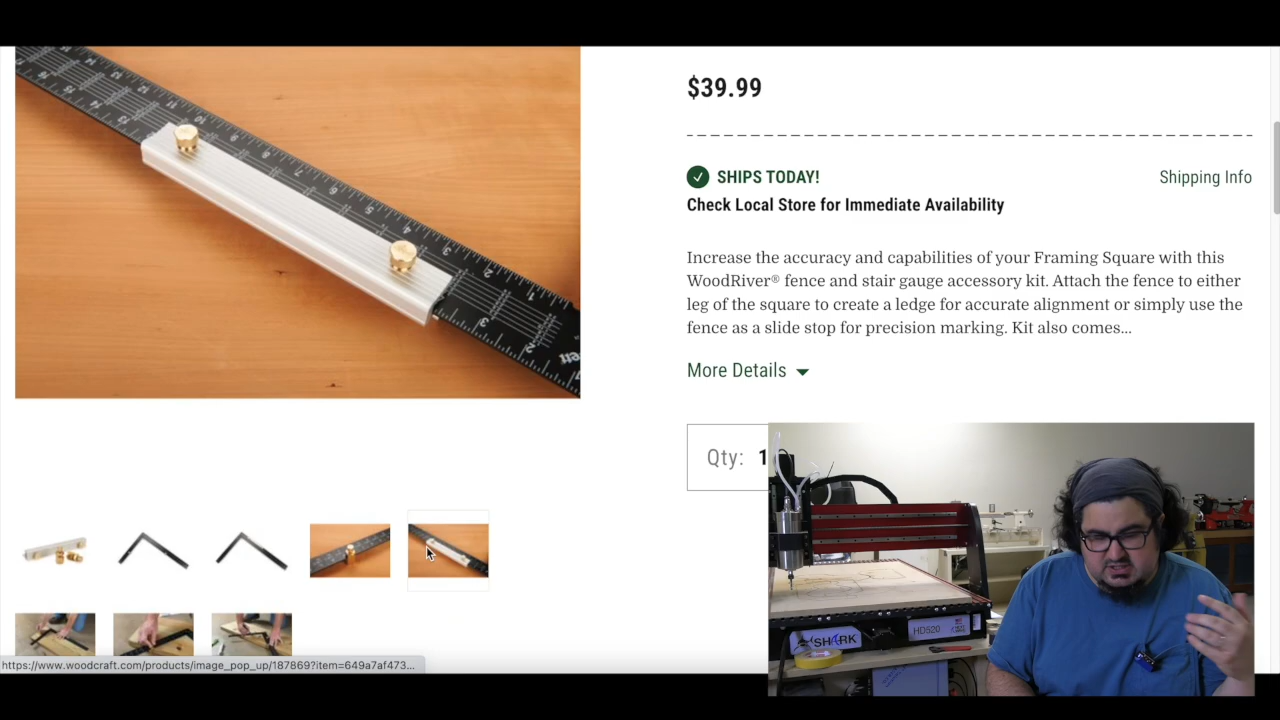 $39.99
SHIPS TODAY!
Shipping Info
Check Local Store for Immediate Availability
Increase the accuracy and capabilities of your Framing Square with this
WoodRiver® fence and stair gauge accessory kit. Attach the fence to either
leg of the square to create a ledge for accurate alignment or simply use the
fence as a slide stop for precision marking. Kit also comes...
More Details
Qty: 1
SHARK
HD520
https://www.woodcraft.com/products/image_pop_up/187869?item=649a7af473...